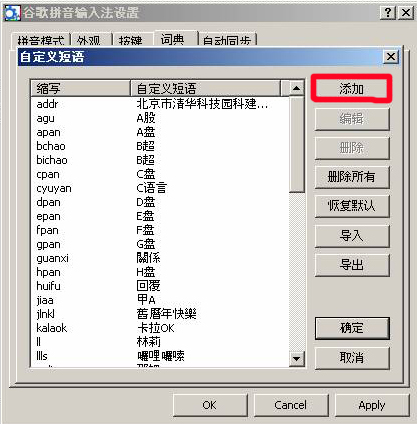 谷歌拼音输入法设置
拼音模式 外观 按键 词典 自动同步
自定义短语
缩写 自定义短语
addr 北京市清华科技园科建...
agu A股
apan A盘
bchao B超
bichao B超
cpan C盘
cyuyan C语言
dpan D盘
epan E盘
fpan F盘
gpan G盘
guanxi 關係
hpan H盘
huifu 回覆
jiaa 甲A
jlnkl 舊曆年快樂
kalaok 卡拉OK
ll 林莉
llls 囉哩囉嗦
添加
编辑
删除
删除所有
恢复默认
导入
导出
确定
取消
OK Cancel Apply